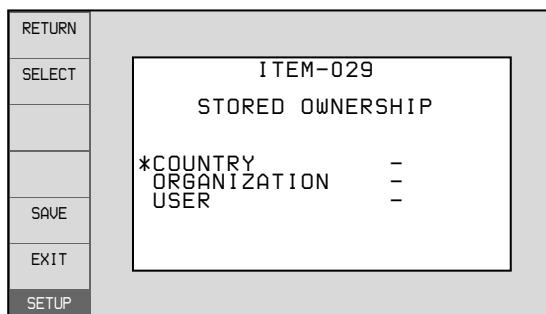 RETURN
SELECT
SAVE
EXIT
SETUP
ITEM-029
STORED OWNERSHIP
*COUNTRY –
ORGANIZATION –
USER –